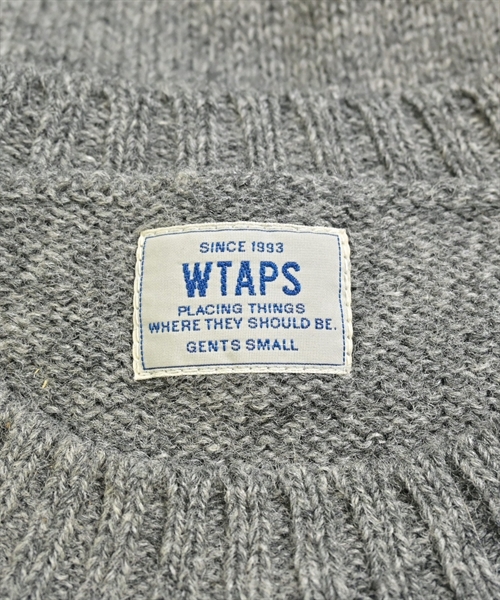 SINCE 1993
WTAPS
PLACING THINGS
WHERE THEY SHOULD BE.
GENTS SMALL